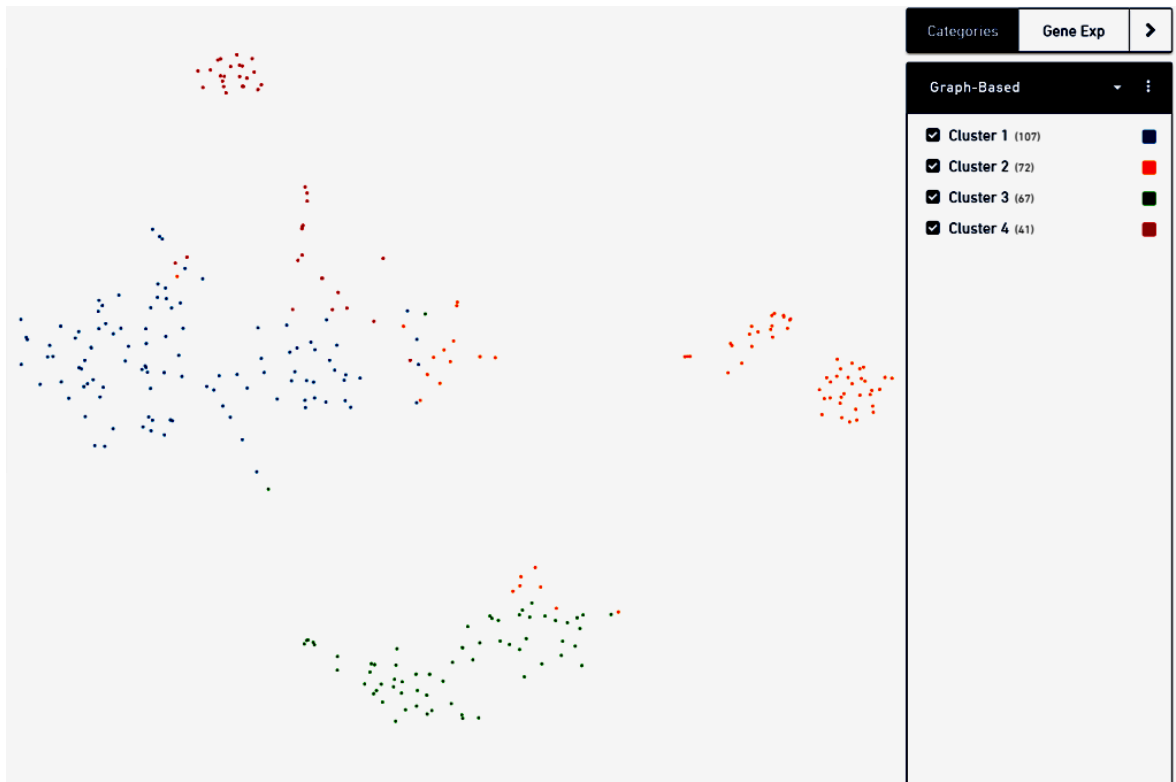 Categories Gene Exp
Graph-Based
Cluster 1 (107)
Cluster 2 (72)
Cluster 3 (67)
Cluster 4 (41)